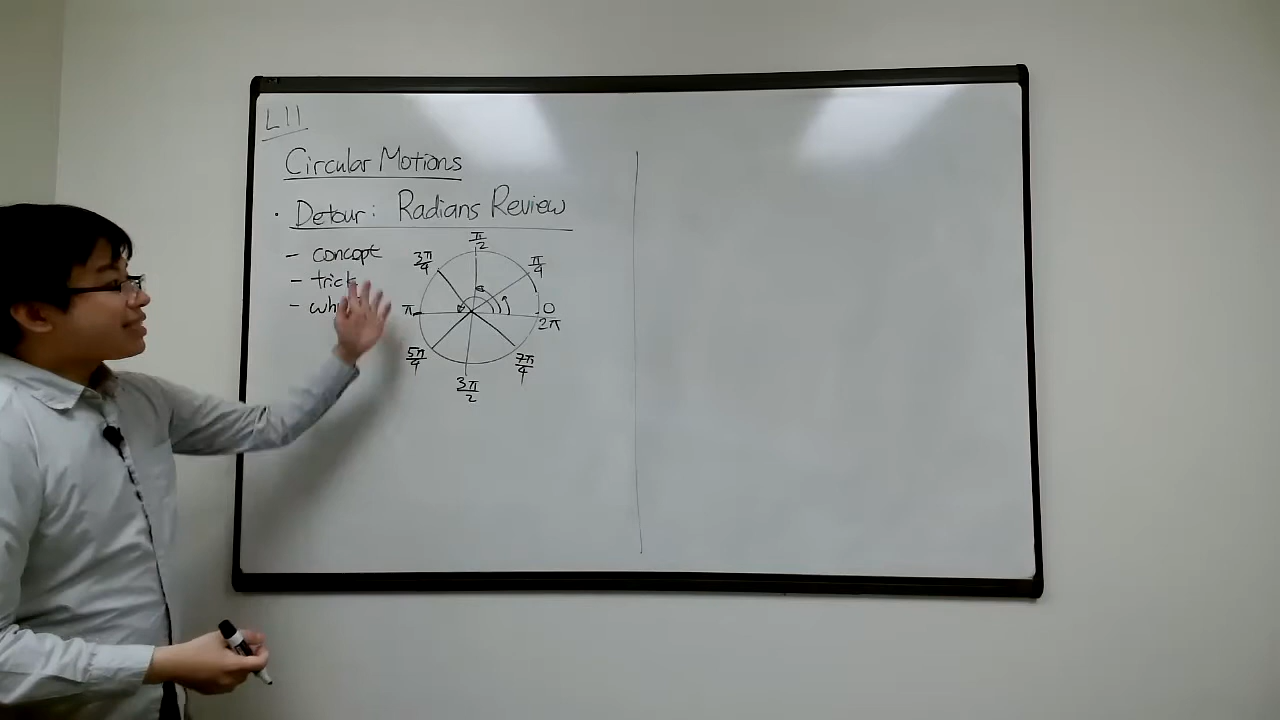 L11
Circular Motions
· Detour: Radians Review
- concept
- trick
-
π/2
3π/4
π/4
π
0
2π
5π/4
7π/4
3π/2